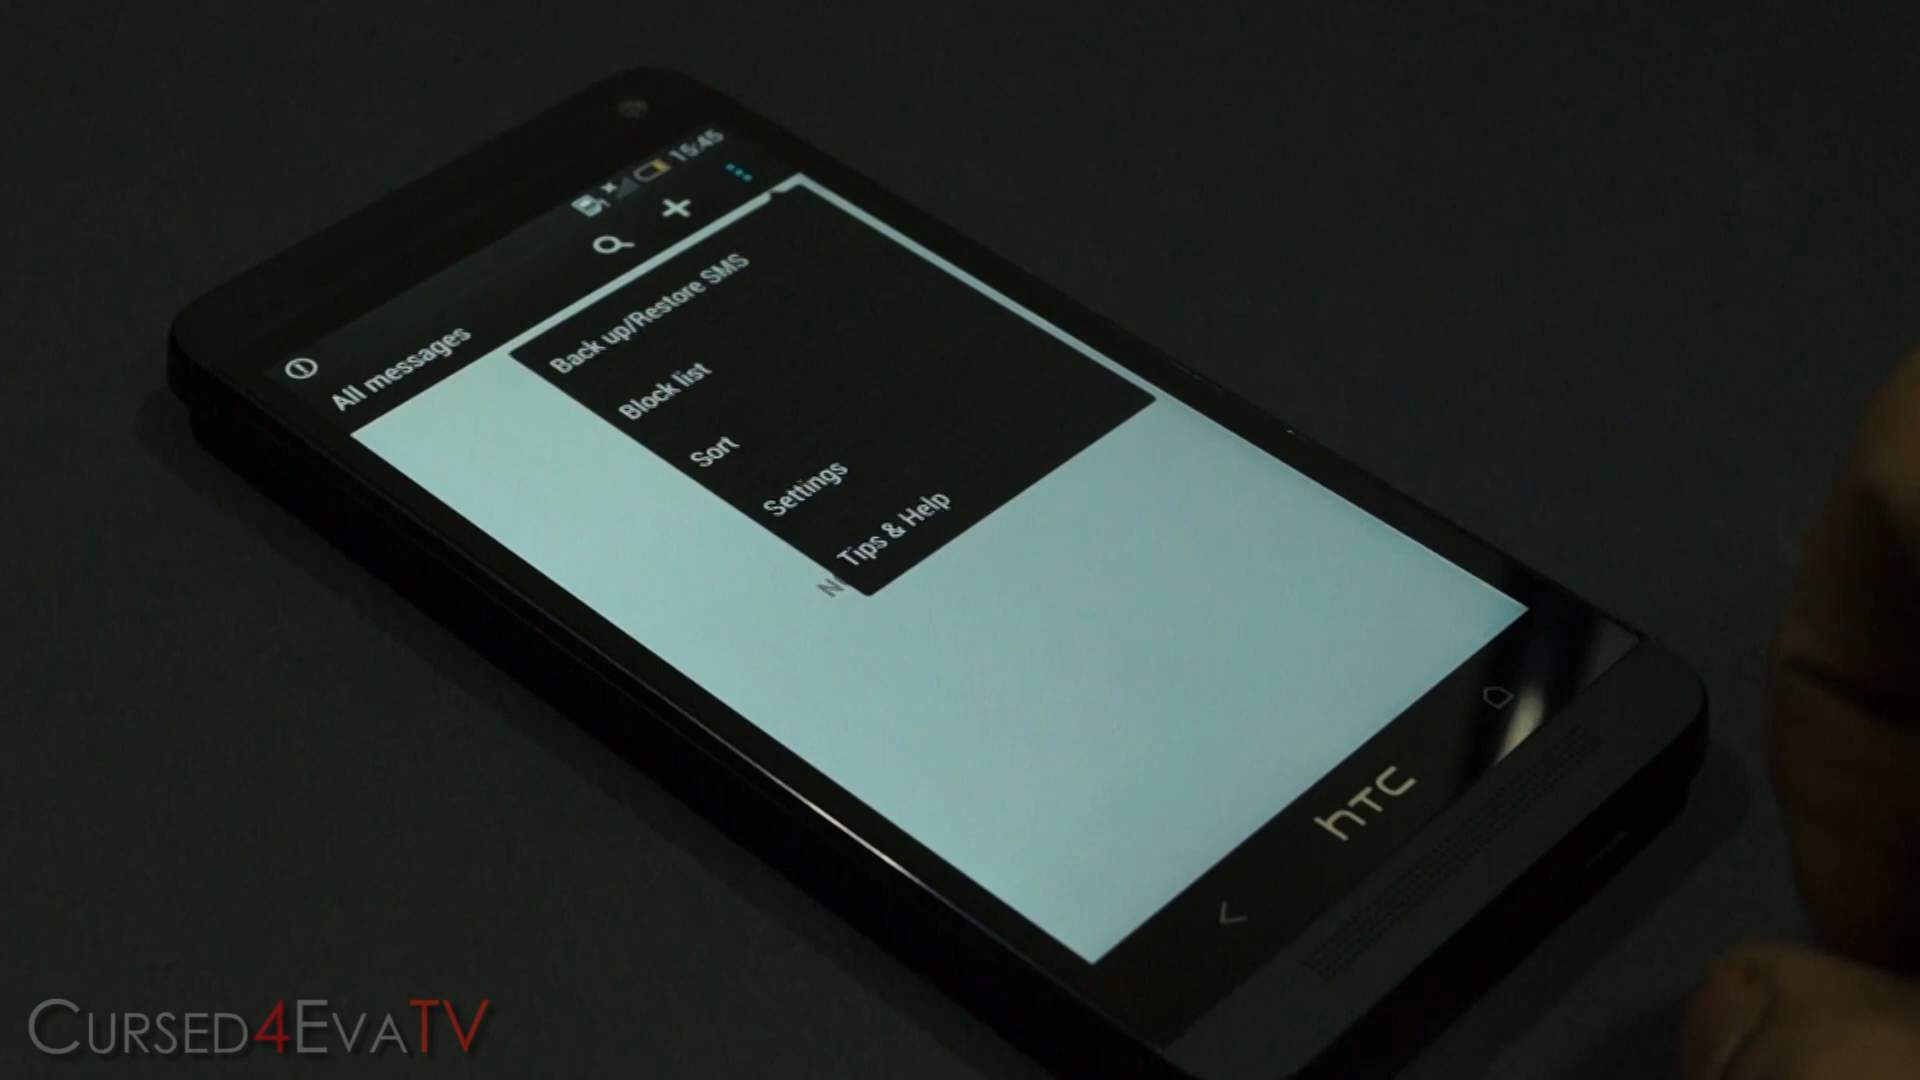 15:45
All messages
Back up/Restore SMS
Block list
Sort
Settings
Tips & Help
hTC
CURSED4EVATV